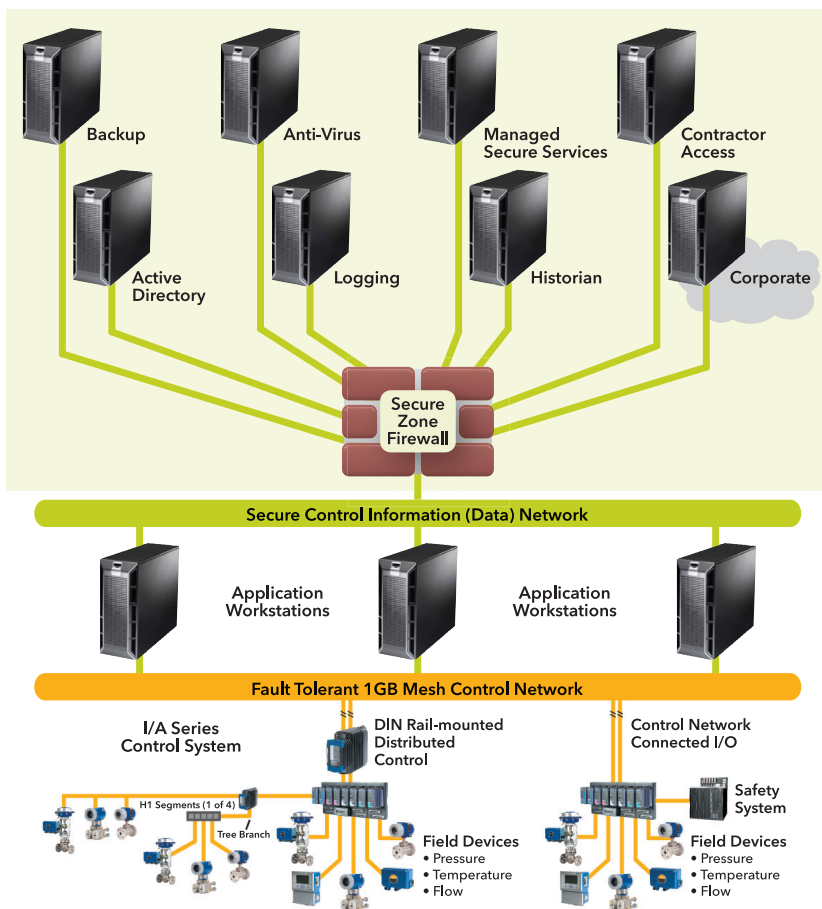 Backup
Anti-Virus
Managed
Secure Services
Contractor
Access
Active
Directory
Logging
Historian
Corporate
Secure
Zone
Firewall
Secure Control Information (Data) Network
Application
Workstations
Application
Workstations
Fault Tolerant 1GB Mesh Control Network
I/A Series
Control System
DIN Rail-mounted
Distributed
Control
Control Network
Connected I/O
H1 Segments (1 of 4)
Tree Branch
Safety
System
Field Devices
• Pressure
• Temperature
• Flow
Field Devices
• Pressure
• Temperature
• Flow